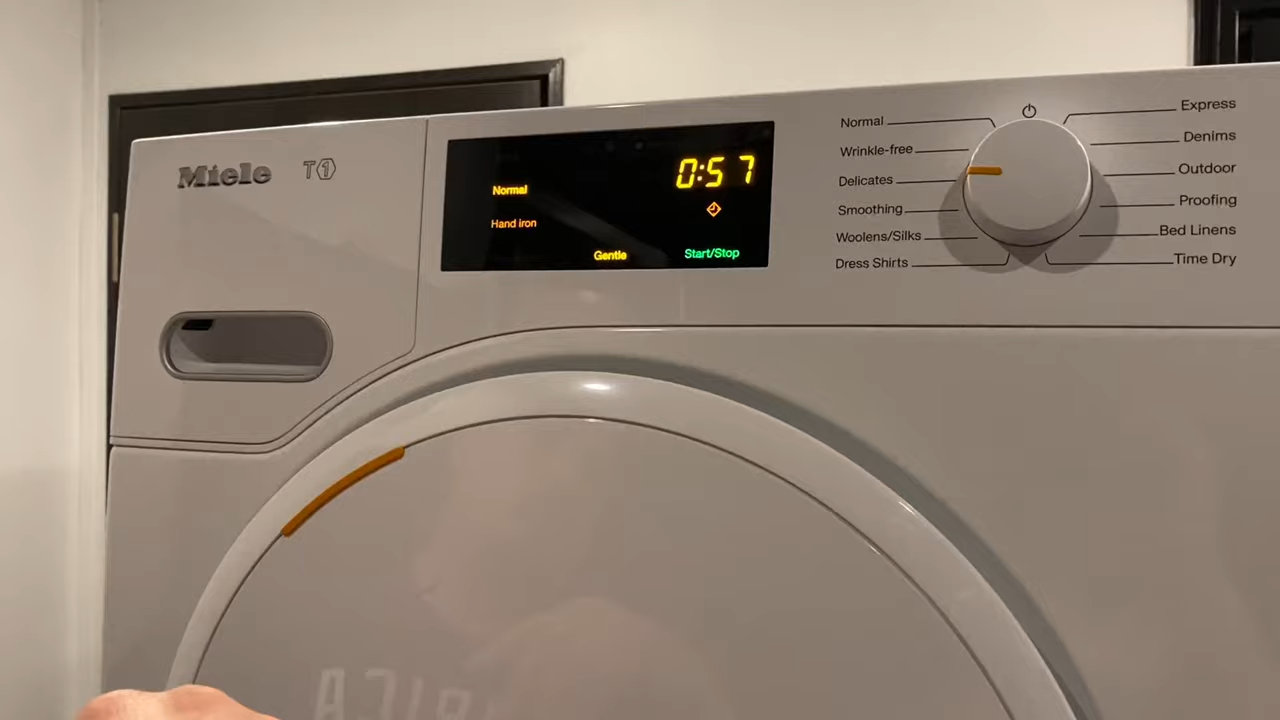 Miele T1
Normal
Hand iron
Gentle
0:57
Start/Stop
Normal
Wrinkle-free
Delicates
Smoothing
Woolens/Silks
Dress Shirts
Express
Denims
Outdoor
Proofing
Bed Linens
Time Dry